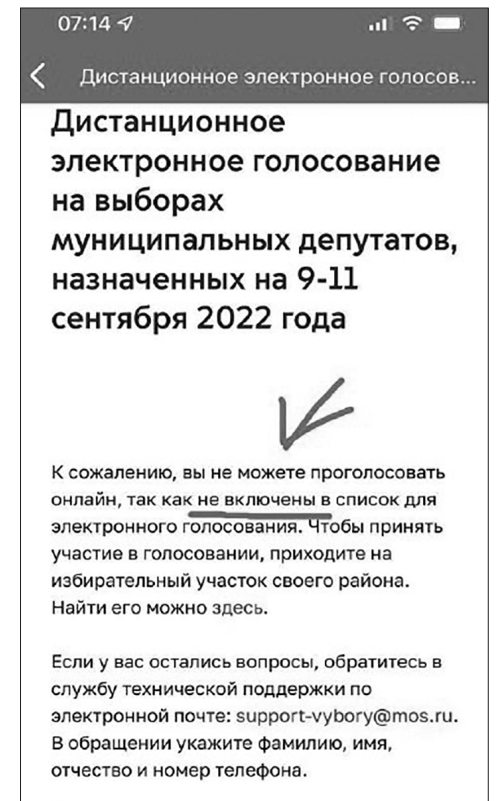 07:14
Дистанционное электронное голосов...
Дистанционное
электронное голосование
на выборах
муниципальных депутатов,
назначенных на 9-11
сентября 2022 года
К сожалению, вы не можете проголосовать
онлайн, так как не включены в список для
электронного голосования. Чтобы принять
участие в голосовании, приходите на
избирательный участок своего района.
Найти его можно здесь.
Если у вас остались вопросы, обратитесь в
службу технической поддержки по
электронной почте: support-vybory@mos.ru.
В обращении укажите фамилию, имя,
отчество и номер телефона.